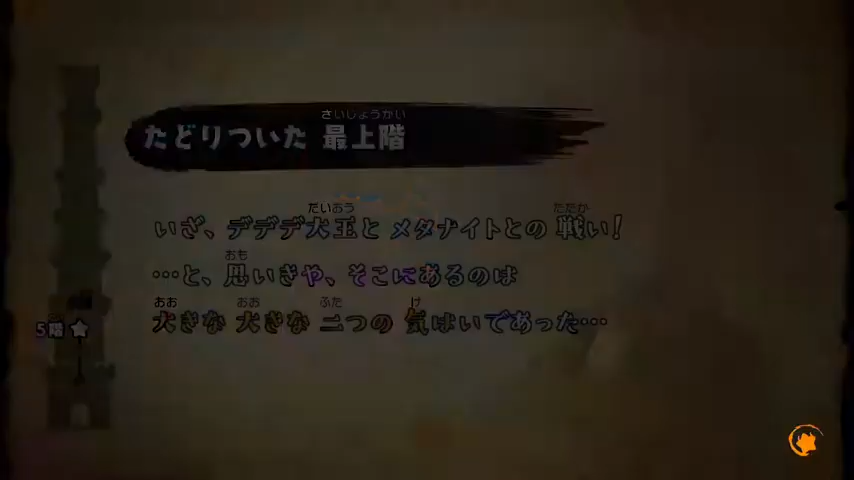 たどりついた 最上階
いざ、デデデ大王と メタナイトとの 戦い!
…と、思いきや、そこにあるのは
大きな 大きな 二つの 気はいであった…
5階